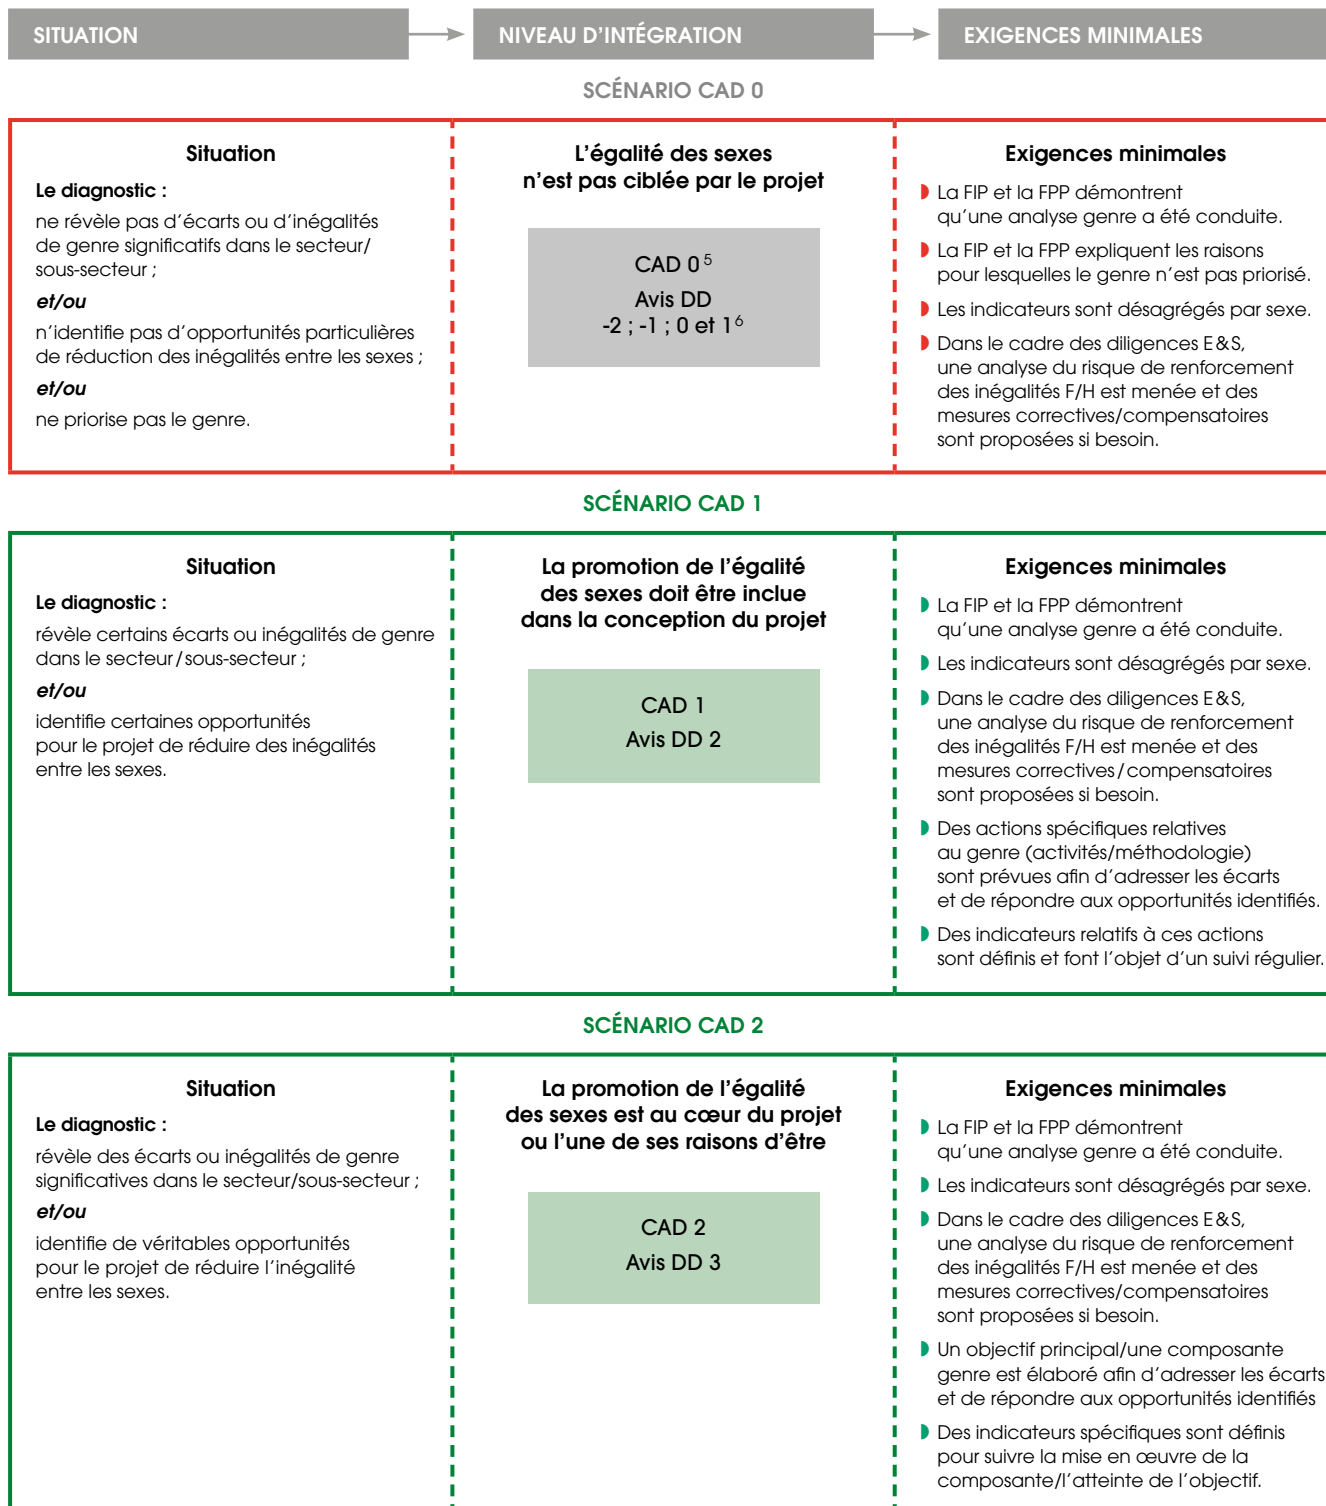 SITUATION
NIVEAU D'INTÉGRATION
EXIGENCES MINIMALES
SCÉNARIO CAD 0
Situation
Le diagnostic :
ne révèle pas d'écarts ou d'inégalités
de genre significatifs dans le secteur/
sous-secteur ;
et/ou
n'identifie pas d'opportunités particulières
de réduction des inégalités entre les sexes ;
et/ou
ne priorise pas le genre.
L'égalité des sexes
n'est pas ciblée par le projet
CAD 0 5
Avis DD
-2 ; -1 ; 0 et 1 6
Exigences minimales
La FIP et la FPP démontrent
qu'une analyse genre a été conduite.
La FIP et la FPP expliquent les raisons
pour lesquelles le genre n'est pas priorisé.
Les indicateurs sont désagrégés par sexe.
Dans le cadre des diligences E&S,
une analyse du risque de renforcement
des inégalités F/H est menée et des
mesures correctives/compensatoires
sont proposées si besoin.
SCÉNARIO CAD 1
Situation
Le diagnostic :
révèle certains écarts ou inégalités de genre
dans le secteur/sous-secteur ;
et/ou
identifie certaines opportunités
pour le projet de réduire des inégalités
entre les sexes.
La promotion de l'égalité
des sexes doit être inclue
dans la conception du projet
CAD 1
Avis DD 2
Exigences minimales
La FIP et la FPP démontrent
qu'une analyse genre a été conduite.
Les indicateurs sont désagrégés par sexe.
Dans le cadre des diligences E&S,
une analyse du risque de renforcement
des inégalités F/H est menée et des
mesures correctives/compensatoires
sont proposées si besoin.
Des actions spécifiques relatives
au genre (activités/méthodologie)
sont prévues afin d'adresser les écarts
et de répondre aux opportunités identifiés.
Des indicateurs relatifs à ces actions
sont définis et font l'objet d'un suivi régulier.
SCÉNARIO CAD 2
Situation
Le diagnostic :
révèle des écarts ou inégalités de genre
significatives dans le secteur/sous-secteur ;
et/ou
identifie de véritables opportunités
pour le projet de réduire l'inégalité
entre les sexes.
La promotion de l'égalité
des sexes est au cœur du projet
ou l'une de ses raisons d'être
CAD 2
Avis DD 3
Exigences minimales
La FIP et la FPP démontrent
qu'une analyse genre a été conduite.
Les indicateurs sont désagrégés par sexe.
Dans le cadre des diligences E&S,
une analyse du risque de renforcement
des inégalités F/H est menée et des
mesures correctives/compensatoires
sont proposées si besoin.
Un objectif principal/une composante
genre est élaboré afin d'adresser les écarts
et de répondre aux opportunités identifiés
Des indicateurs spécifiques sont définis
pour suivre la mise en œuvre de la
composante/l'atteinte de l'objectif.